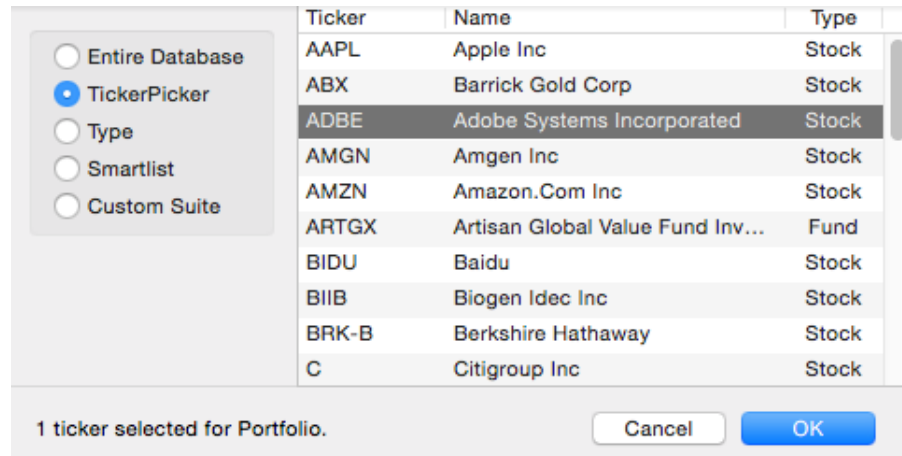 Entire Database
TickerPicker
Type
Smartlist
Custom Suite
Ticker Name Type
AAPL Apple Inc Stock
ABX Barrick Gold Corp Stock
ADBE Adobe Systems Incorporated Stock
AMGN Amgen Inc Stock
AMZN Amazon.Com Inc Stock
ARTGX Artisan Global Value Fund Inv... Fund
BIDU Baidu Stock
BIIB Biogen Idec Inc Stock
BRK-B Berkshire Hathaway Stock
C Citigroup Inc Stock
1 ticker selected for Portfolio.
Cancel OK